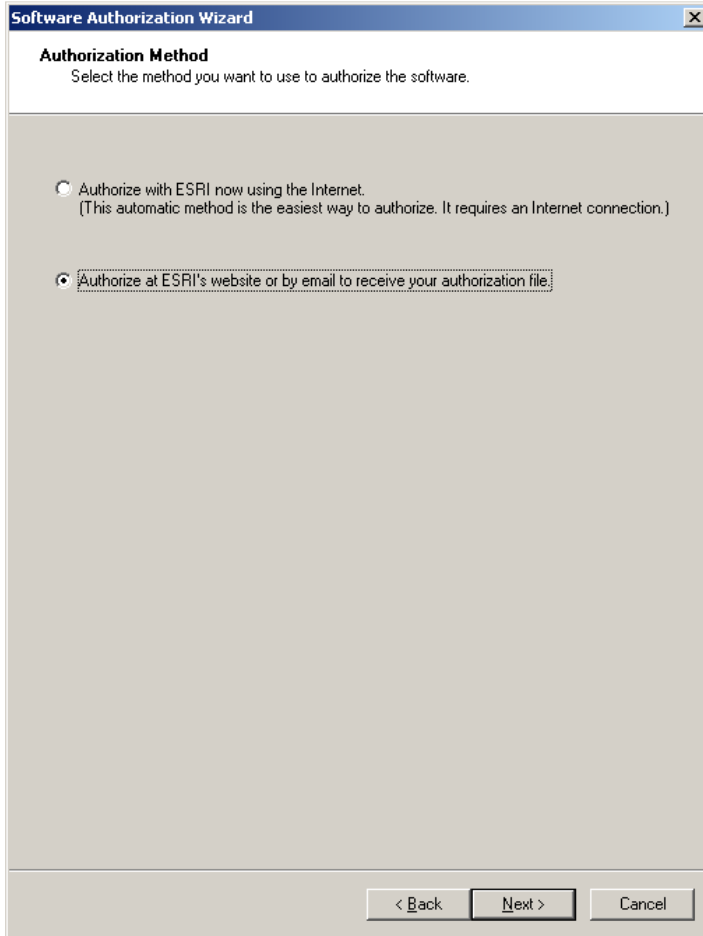 Software Authorization Wizard
Authorization Method
Select the method you want to use to authorize the software.
Authorize with ESRI now using the Internet.
(This automatic method is the easiest way to authorize. It requires an Internet connection.)
Authorize at ESRI's website or by email to receive your authorization file.
< Back Next > Cancel